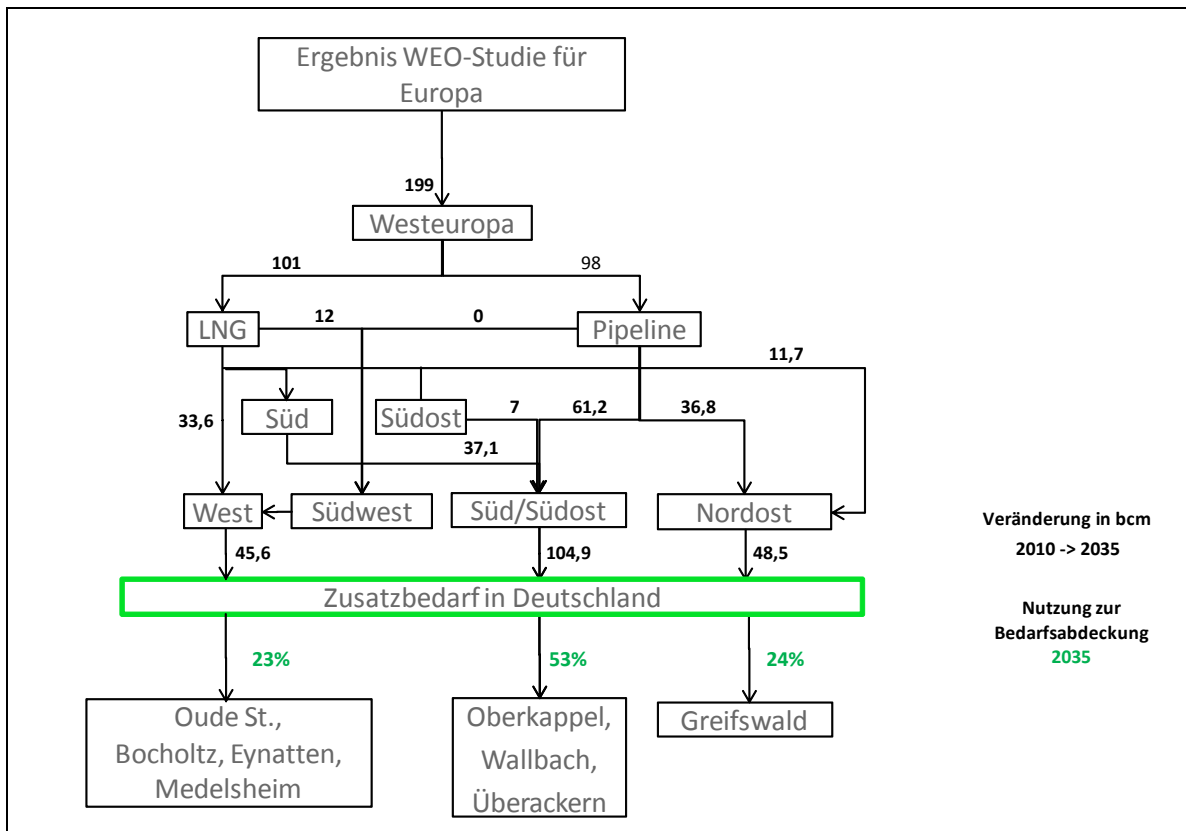 Ergebnis WEO-Studie für
Europa
199
Westeuropa
101
98
LNG
12
0
Pipeline
11,7
33,6
Süd
Südost
7
61,2
36,8
37,1
West
Südwest
Süd/Südost
Nordost
45,6
104,9
48,5
Veränderung in bcm
2010 -> 2035
Zusatzbedarf in Deutschland
Nutzung zur
Bedarfsabdeckung
2035
23%
53%
24%
Oude St.,
Bocholtz, Eynatten,
Medelsheim
Oberkappel,
Wallbach,
Überackern
Greifswald